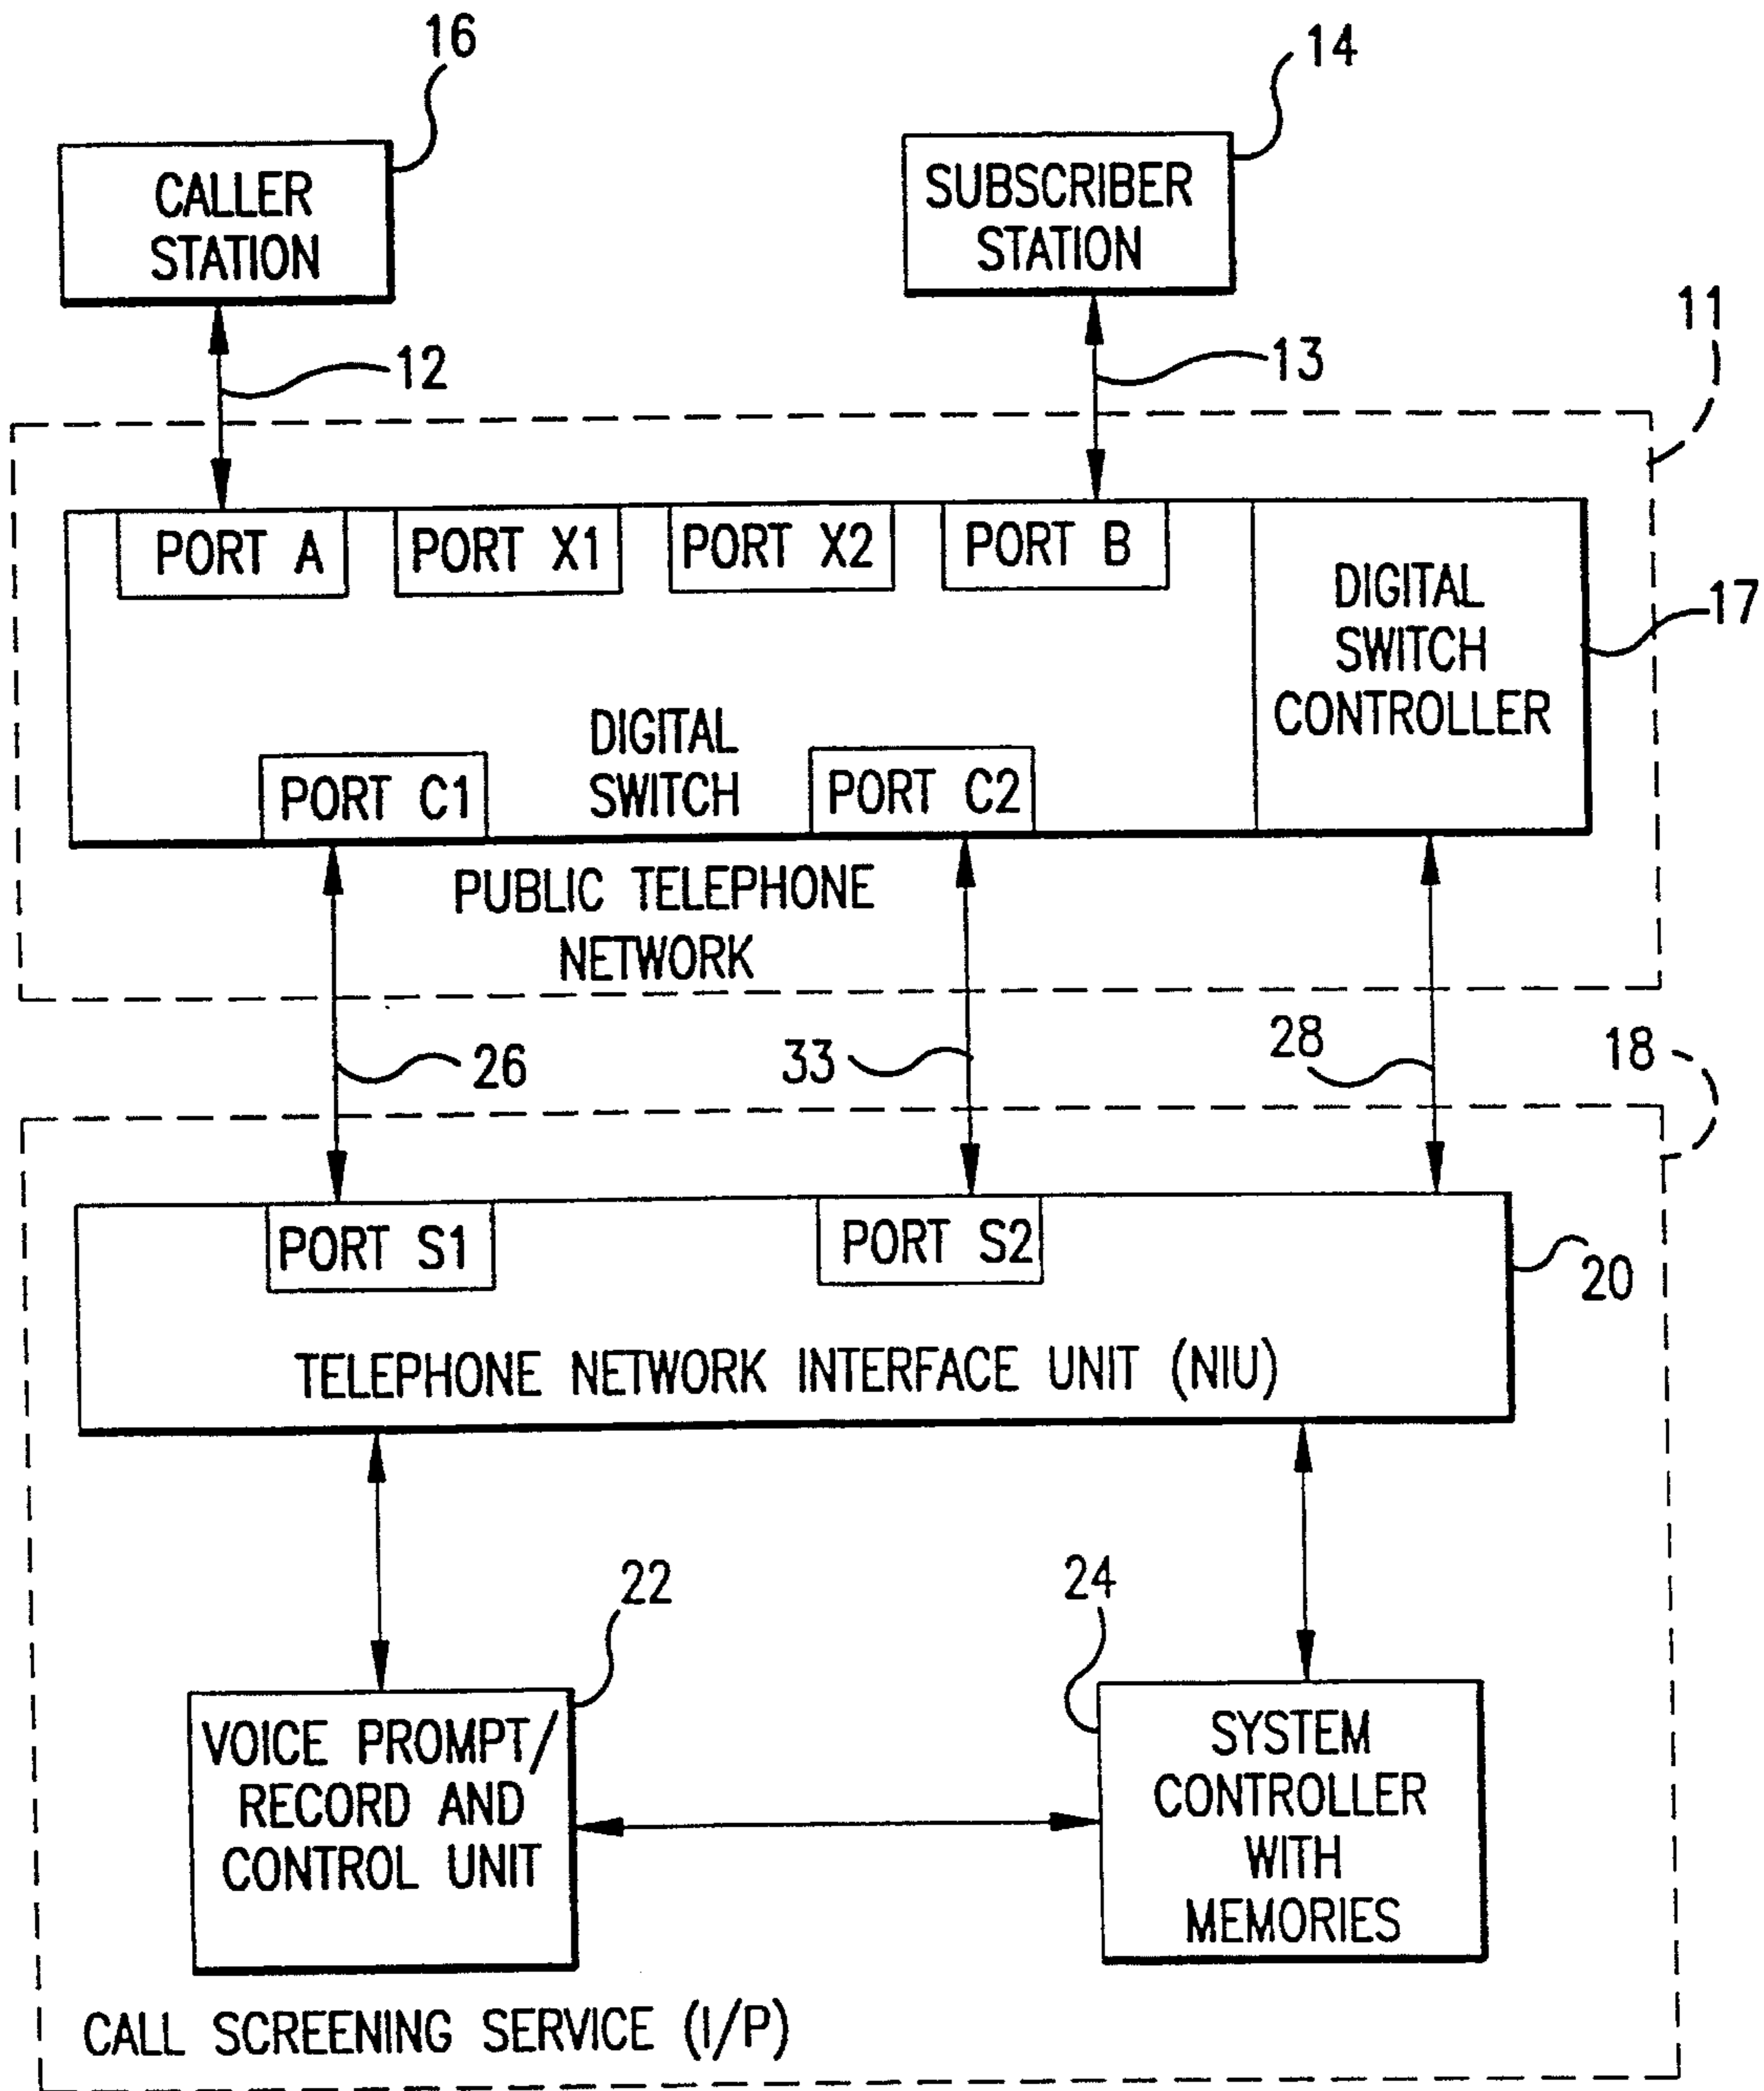 16
14
CALLER
STATION
SUBSCRIBER
STATION
11
12
13
PORT A
PORT X1
PORT X2
PORT B
DIGITAL
SWITCH
CONTROLLER
17
DIGITAL
SWITCH
PORT C1
PORT C2
PUBLIC TELEPHONE
NETWORK
26
33
28
18
PORT S1
PORT S2
20
TELEPHONE NETWORK INTERFACE UNIT (NIU)
22
24
VOICE PROMPT/
RECORD AND
CONTROL UNIT
SYSTEM
CONTROLLER
WITH
MEMORIES
CALL SCREENING SERVICE (I/P)